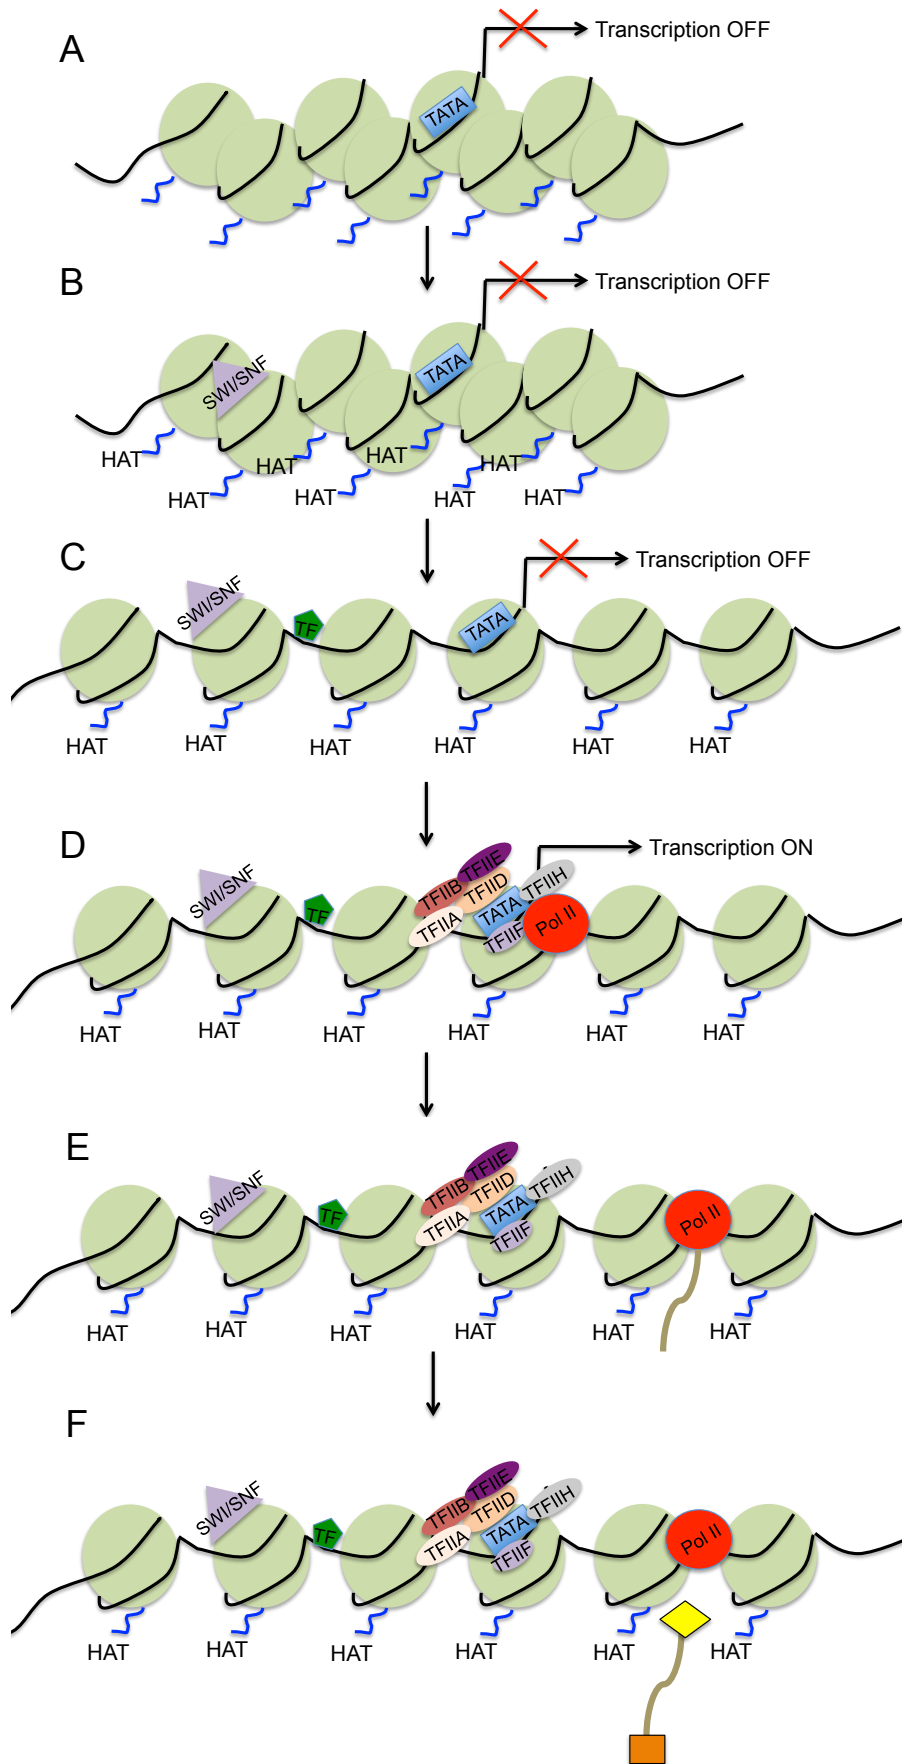 A
Transcription OFF
TATA
B
Transcription OFF
TATA
SWI/SNF
HAT
HAT
HAT
HAT
HAT
HAT
HAT
HAT
C
Transcription OFF
SWI/SNF
TF
TATA
HAT
HAT
HAT
HAT
HAT
HAT
D
Transcription ON
TFIIE
SWI/SNF
TFIIB
TFIID
TFIIH
TF
TATA
TFIIA
TFIIF
Pol II
HAT
HAT
HAT
HAT
HAT
HAT
E
TFIIE
SWI/SNF
TFIIB
TFIID
TFIIH
TF
TATA
TFIIA
TFIIF
Pol II
HAT
HAT
HAT
HAT
HAT
HAT
F
TFIIE
SWI/SNF
TFIIB
TFIID
TFIIH
TF
TATA
TFIIA
TFIIF
Pol II
HAT
HAT
HAT
HAT
HAT
HAT